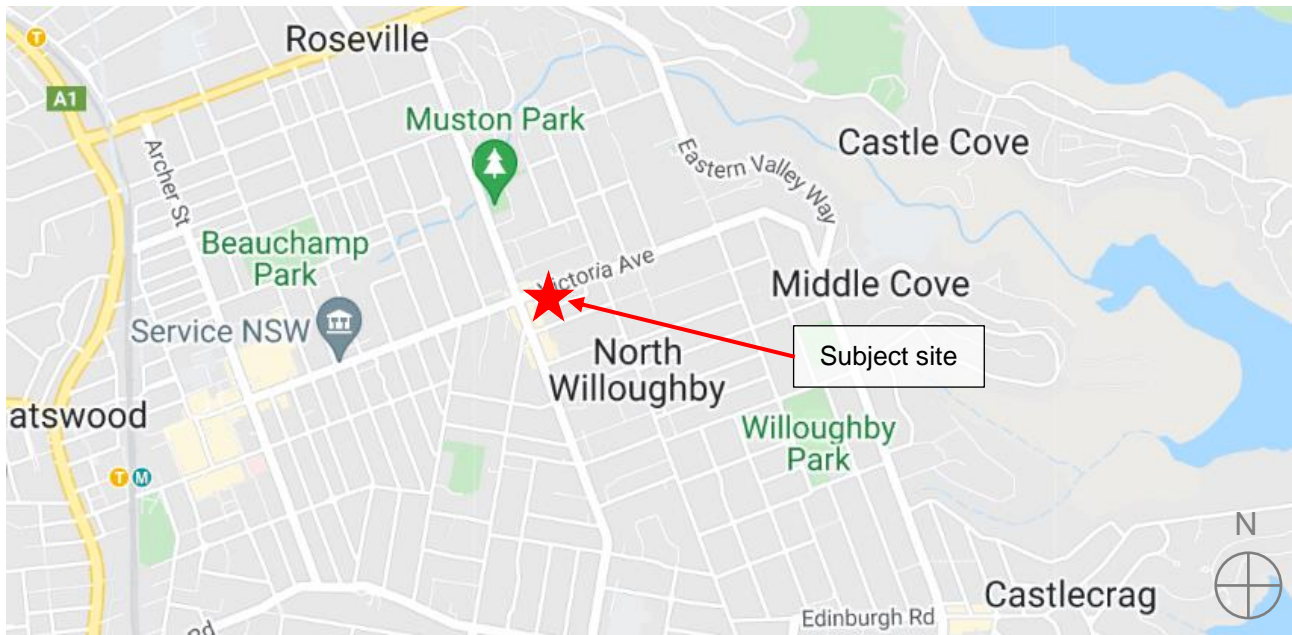 T
Roseville
A1
Muston Park
Castle Cove
Archer St
Eastern Valley Way
Beauchamp
Park
Victoria Ave
Middle Cove
Service NSW
Subject site
North
Willoughby
atswood
Willoughby
Park
T M
N
Castlecrag
Edinburgh Rd
Rd